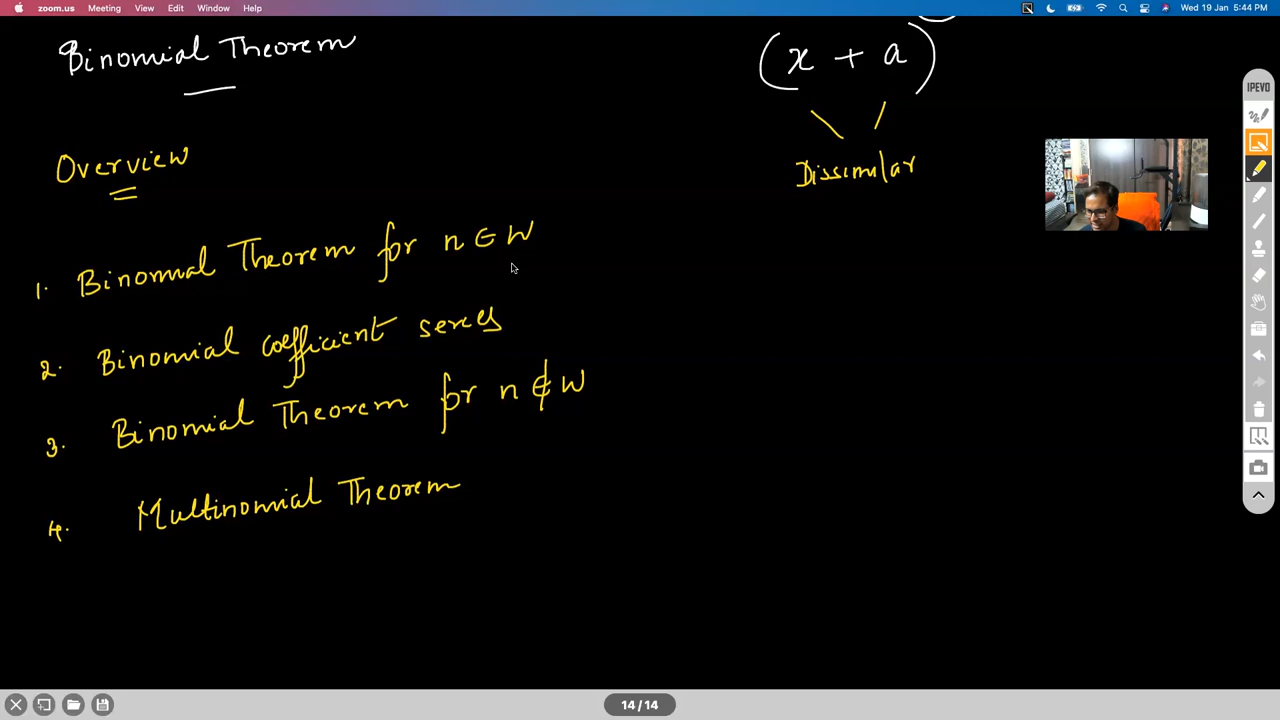 zoom.us Meeting View Edit Window Help
Wed 19 Jan 5:44 PM
Binomial Theorem
(x + a)
Dissimilar
Overview
1. Binomial Theorem for n ∈ W
2. Binomial coefficient series
3. Binomial Theorem for n ∉ W
4. Multinomial Theorem
IPEVO
14 / 14